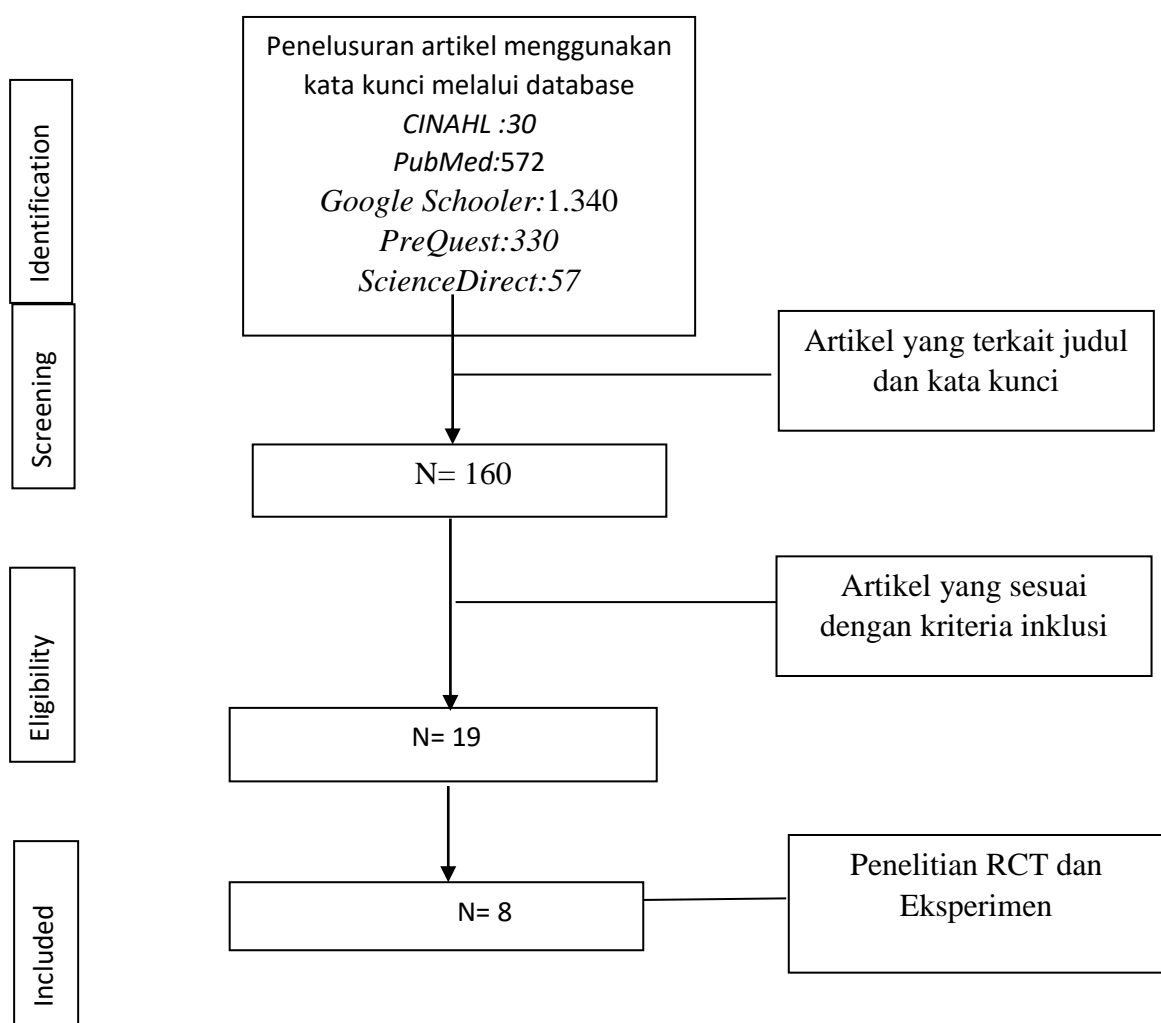 Identification
Penelusuran artikel menggunakan
kata kunci melalui database
CINAHL :30
PubMed:572
Google Schooler:1.340
PreQuest:330
ScienceDirect:57
Screening
Artikel yang terkait judul
dan kata kunci
N= 160
Eligibility
Artikel yang sesuai
dengan kriteria inklusi
N= 19
Included
N= 8
Penelitian RCT dan
Eksperimen